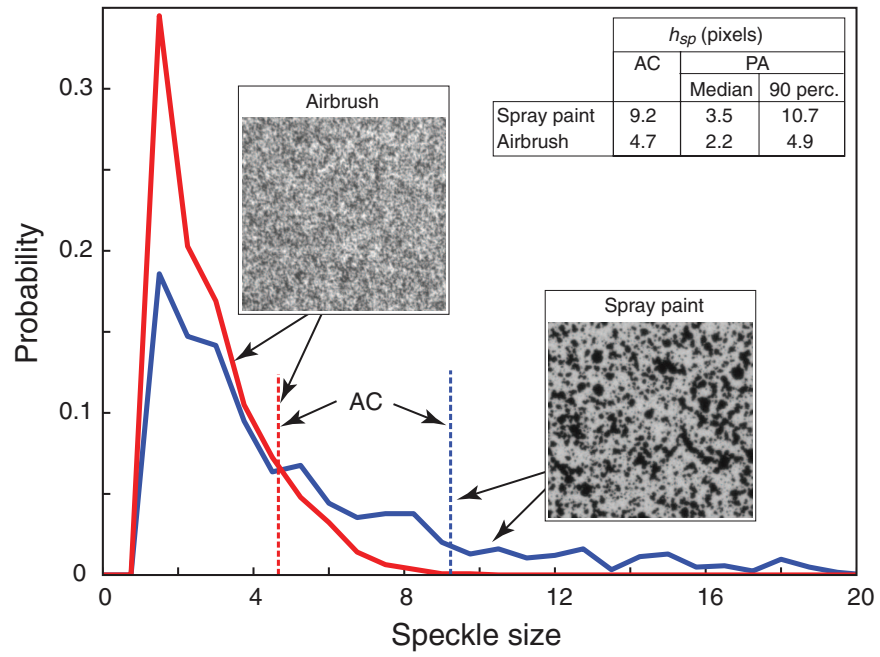 h_sp (pixels)
AC PA
Median 90 perc.
Spray paint 9.2 3.5 10.7
Airbrush 4.7 2.2 4.9
Airbrush
Spray paint
AC
Probability
0.3
0.2
0.1
0
0 4 8 12 16 20
Speckle size